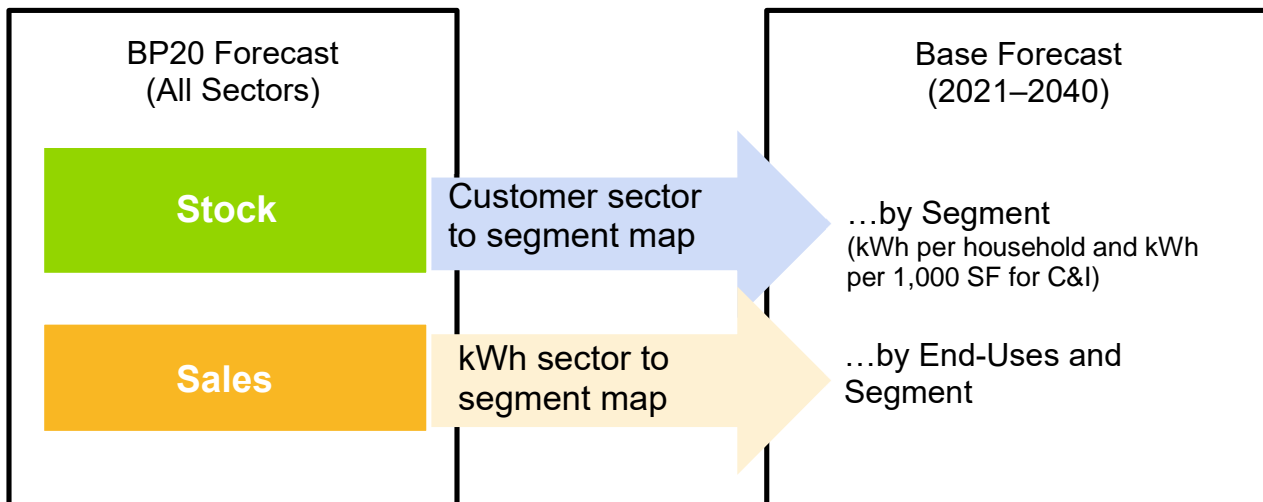 BP20 Forecast
(All Sectors)
Stock
Customer sector
to segment map
Sales
kWh sector to
segment map
Base Forecast
(2021–2040)
…by Segment
(kWh per household and kWh
per 1,000 SF for C&I)
…by End-Uses and
Segment